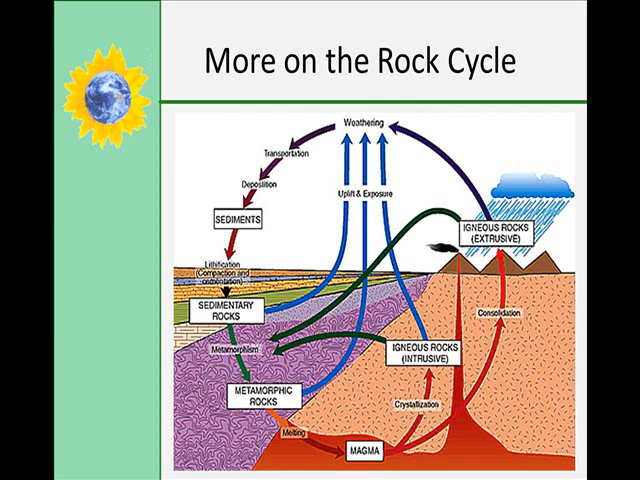 More on the Rock Cycle
Weathering
Transportation
Deposition
Uplift & Exposure
SEDIMENTS
IGNEOUS ROCKS
(EXTRUSIVE)
Lithification
(Compaction and
cementation)
SEDIMENTARY
ROCKS
Consolidation
Metamorphism
IGNEOUS ROCKS
(INTRUSIVE)
METAMORPHIC
ROCKS
Crystallization
Melting
MAGMA